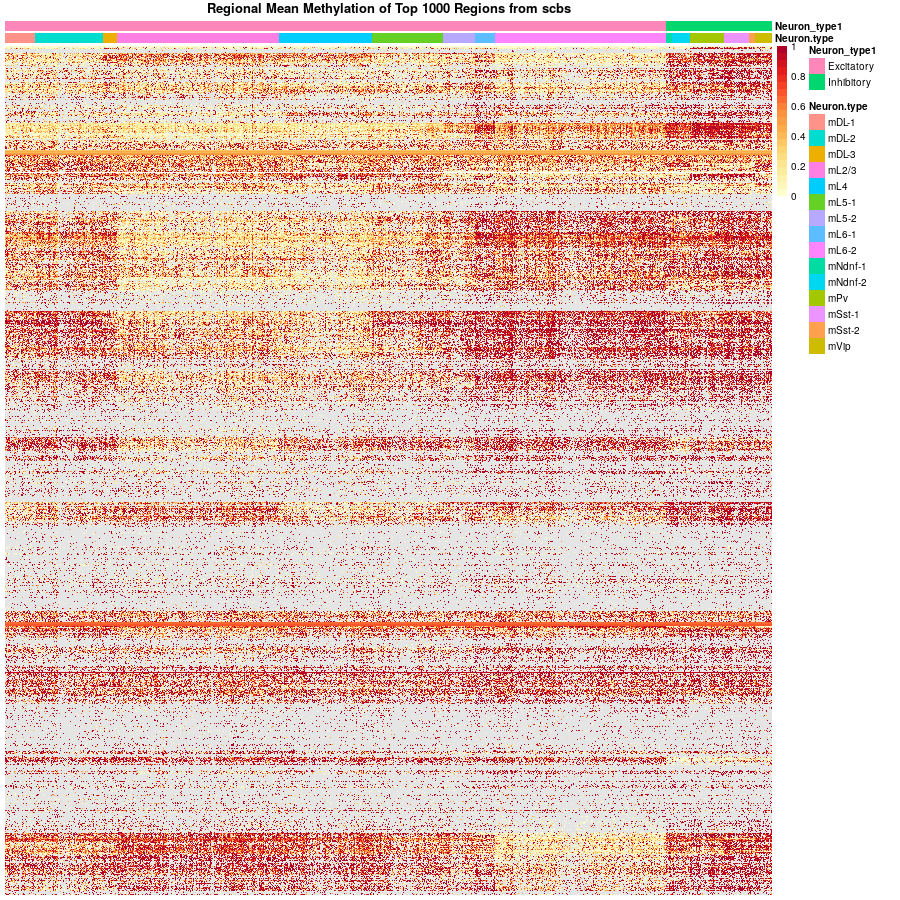 Regional Mean Methylation of Top 1000 Regions from scbs
Neuron_type1
Neuron.type
1
0.8
0.6
0.4
0.2
0
Neuron_type1
Excitatory
Inhibitory
Neuron.type
mDL-1
mDL-2
mDL-3
mL2/3
mL4
mL5-1
mL5-2
mL6-1
mL6-2
mNdnf-1
mNdnf-2
mPv
mSst-1
mSst-2
mVip